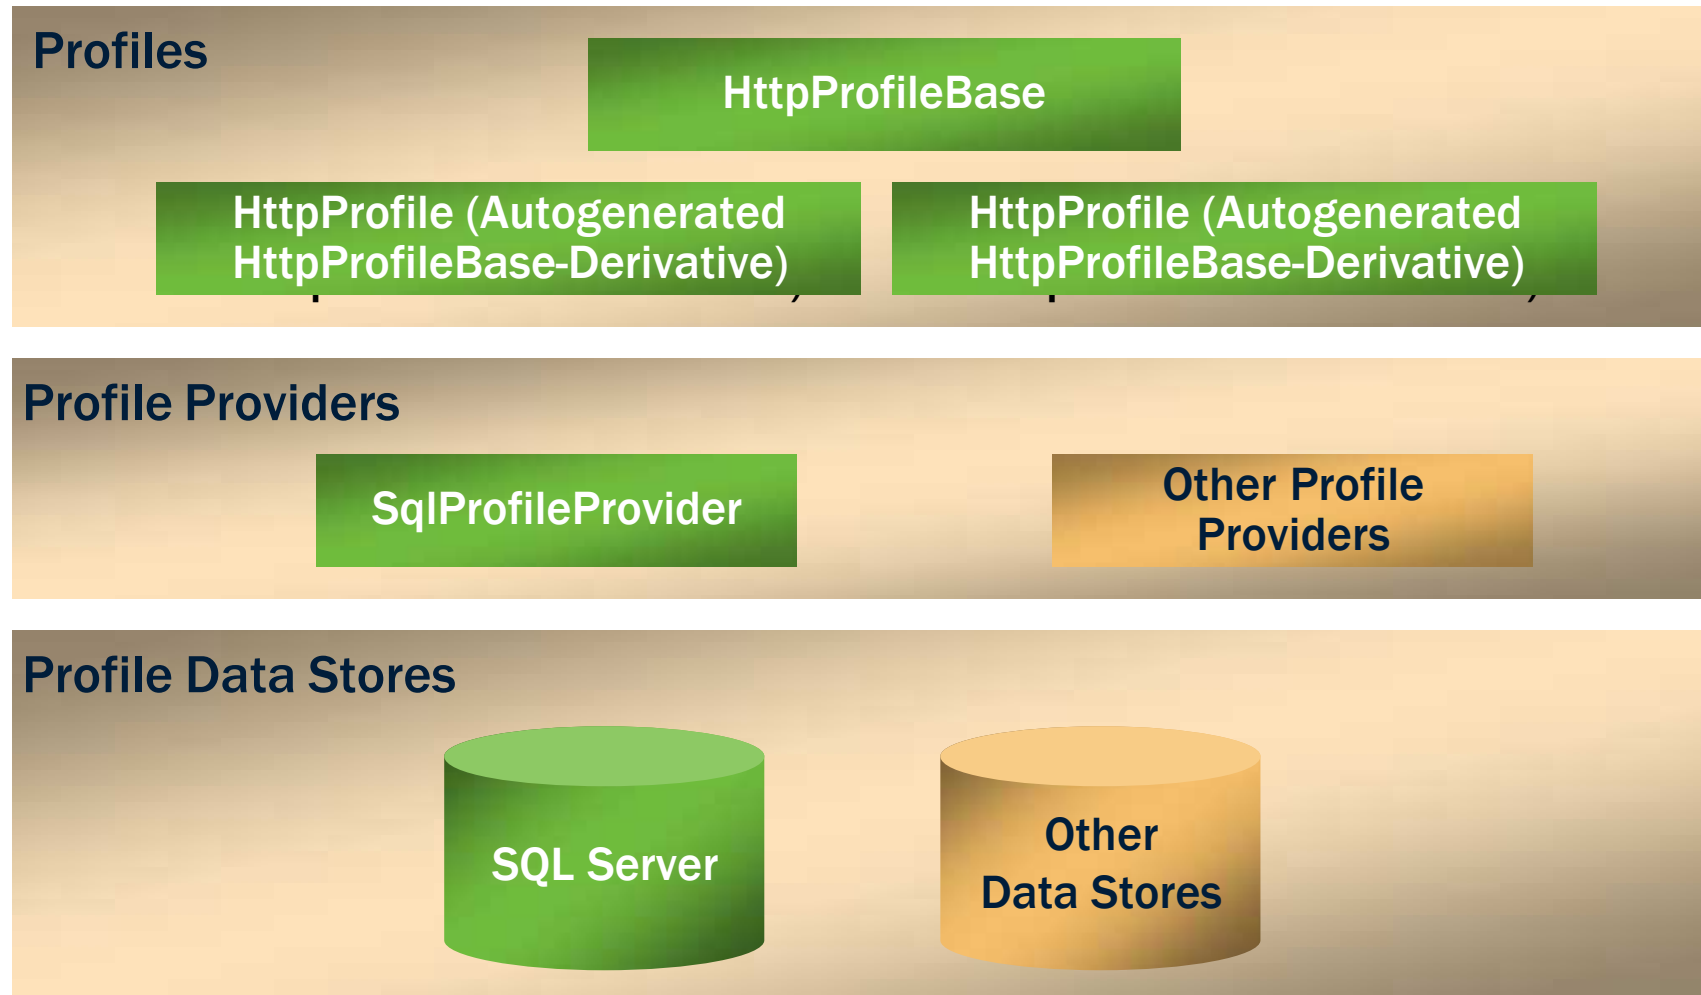 Profiles
HttpProfileBase
HttpProfile (Autogenerated
HttpProfileBase-Derivative)
HttpProfile (Autogenerated
HttpProfileBase-Derivative)
Profile Providers
SqlProfileProvider
Other Profile
Providers
Profile Data Stores
SQL Server
Other
Data Stores